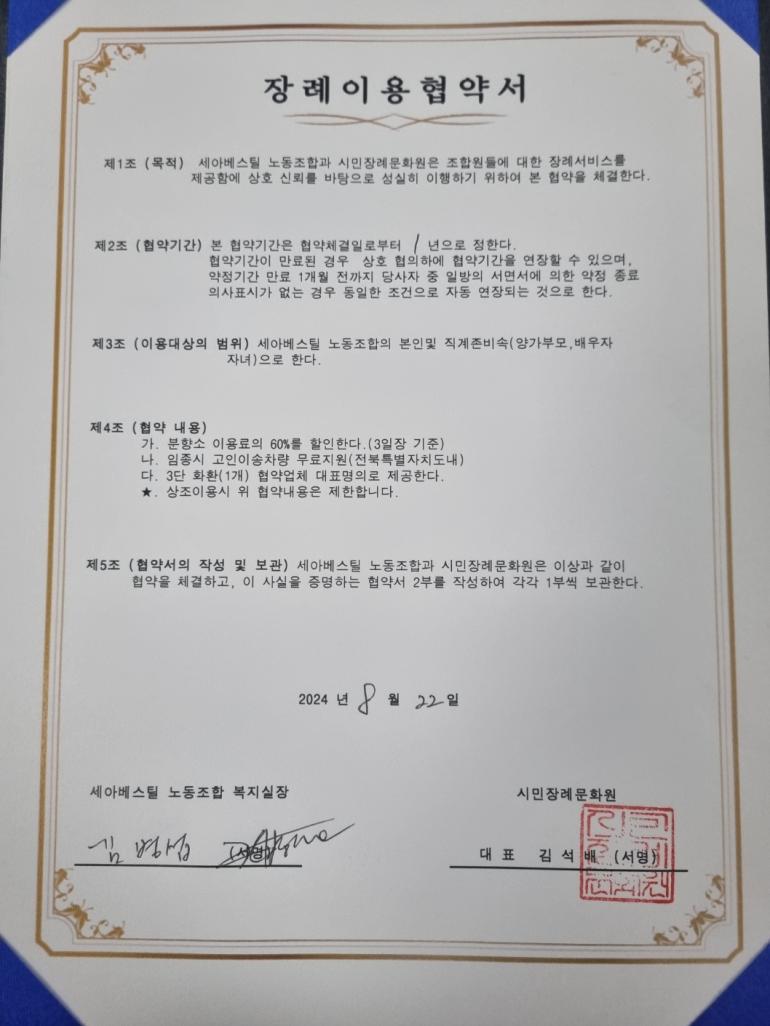 장례이용협약서
제1조 (목적) 세아베스틸 노동조합과 시민장례문화원은 조합원들에 대한 장례서비스를
제공함에 상호 신뢰를 바탕으로 성실히 이행하기 위하여 본 협약을 체결한다.
제2조 (협약기간) 본 협약기간은 협약체결일로부터 1 년으로 정한다.
협약기간이 만료된 경우 상호 협의하에 협약기간을 연장할 수 있으며,
약정기간 만료 1개월 전까지 당사자 중 일방의 서면서에 의한 약정 종료
의사표시가 없는 경우 동일한 조건으로 자동 연장되는 것으로 한다.
제3조 (이용대상의 범위) 세아베스틸 노동조합의 본인및 직계존비속(양가부모,배우자
자녀)으로 한다.
제4조 (협약 내용)
가. 분향소 이용료의 60%를 할인한다.(3일장 기준)
나. 임종시 고인이송차량 무료지원(전북특별자치도내)
다. 3단 화환(1개) 협약업체 대표명의로 제공한다.
★. 상조이용시 위 협약내용은 제한합니다.
제5조 (협약서의 작성 및 보관) 세아베스틸 노동조합과 시민장례문화원은 이상과 같이
협약을 체결하고, 이 사실을 증명하는 협약서 2부를 작성하여 각각 1부씩 보관한다.
2024 년 8 월 22 일
세아베스틸 노동조합 복지실장
시민장례문화원
김 (서명)
대 표 김 석 배 (서명)